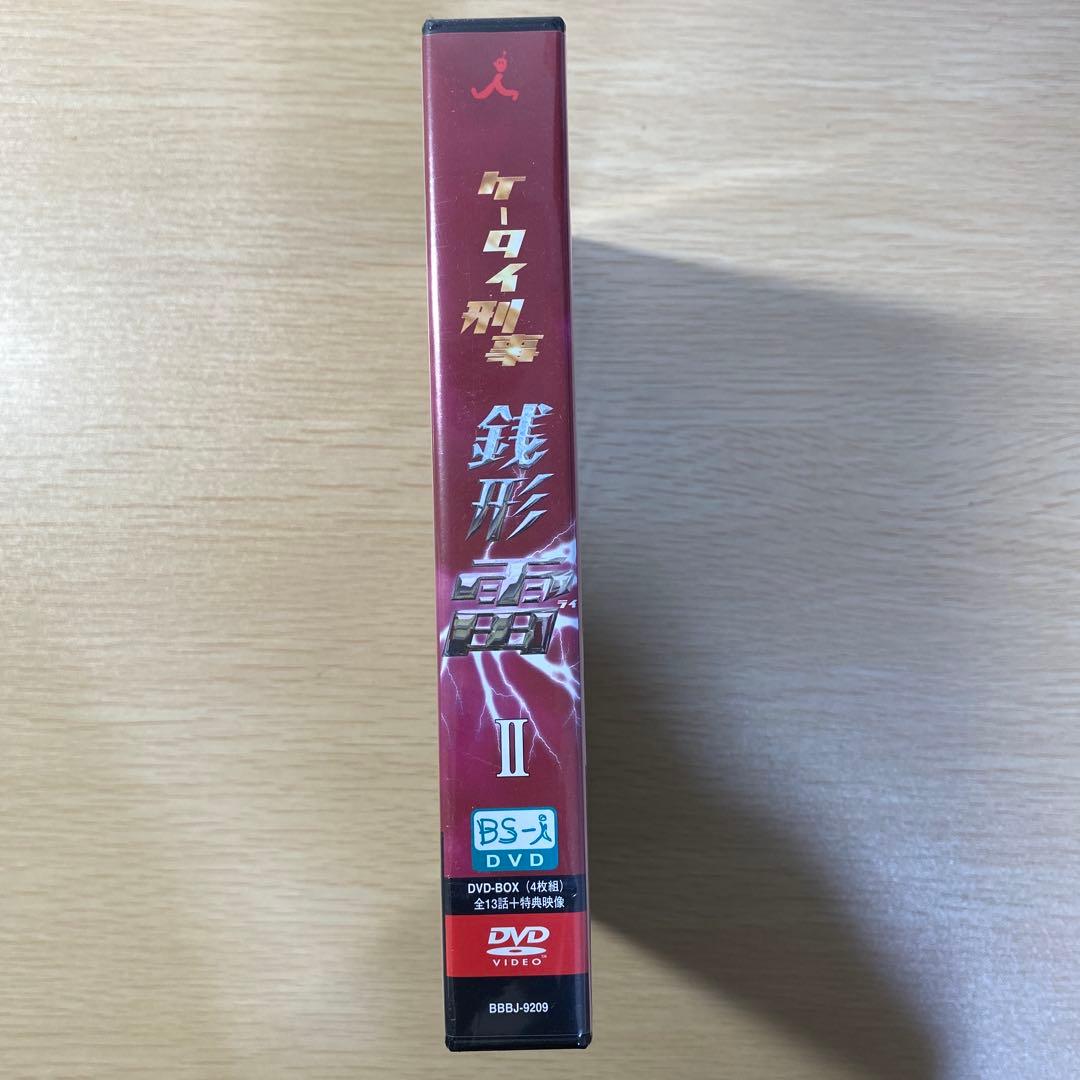 ケータイ刑事
銭形
雷
ライ
II
BS-i
DVD
DVD-BOX（4枚組）
全13話＋特典映像
DVD
VIDEO™
BBBJ-9209